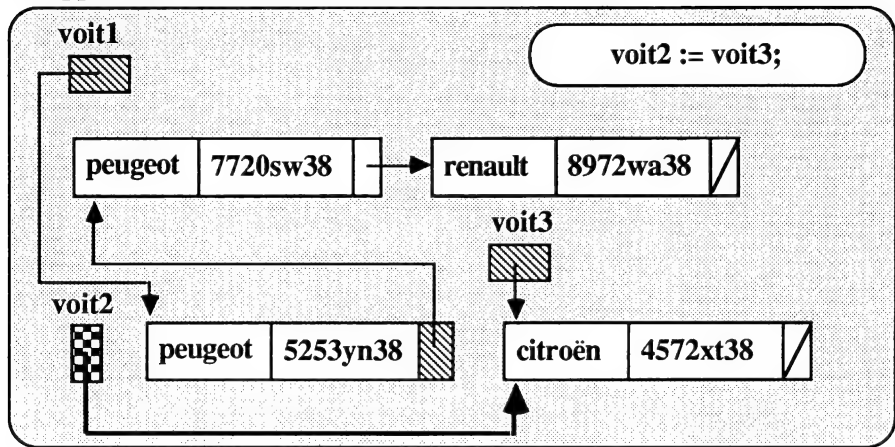 voit1
voit2 := voit3;
peugeot 7720sw38
renault 8972wa38
voit3
voit2
peugeot 5253yn38
citroën 4572xt38